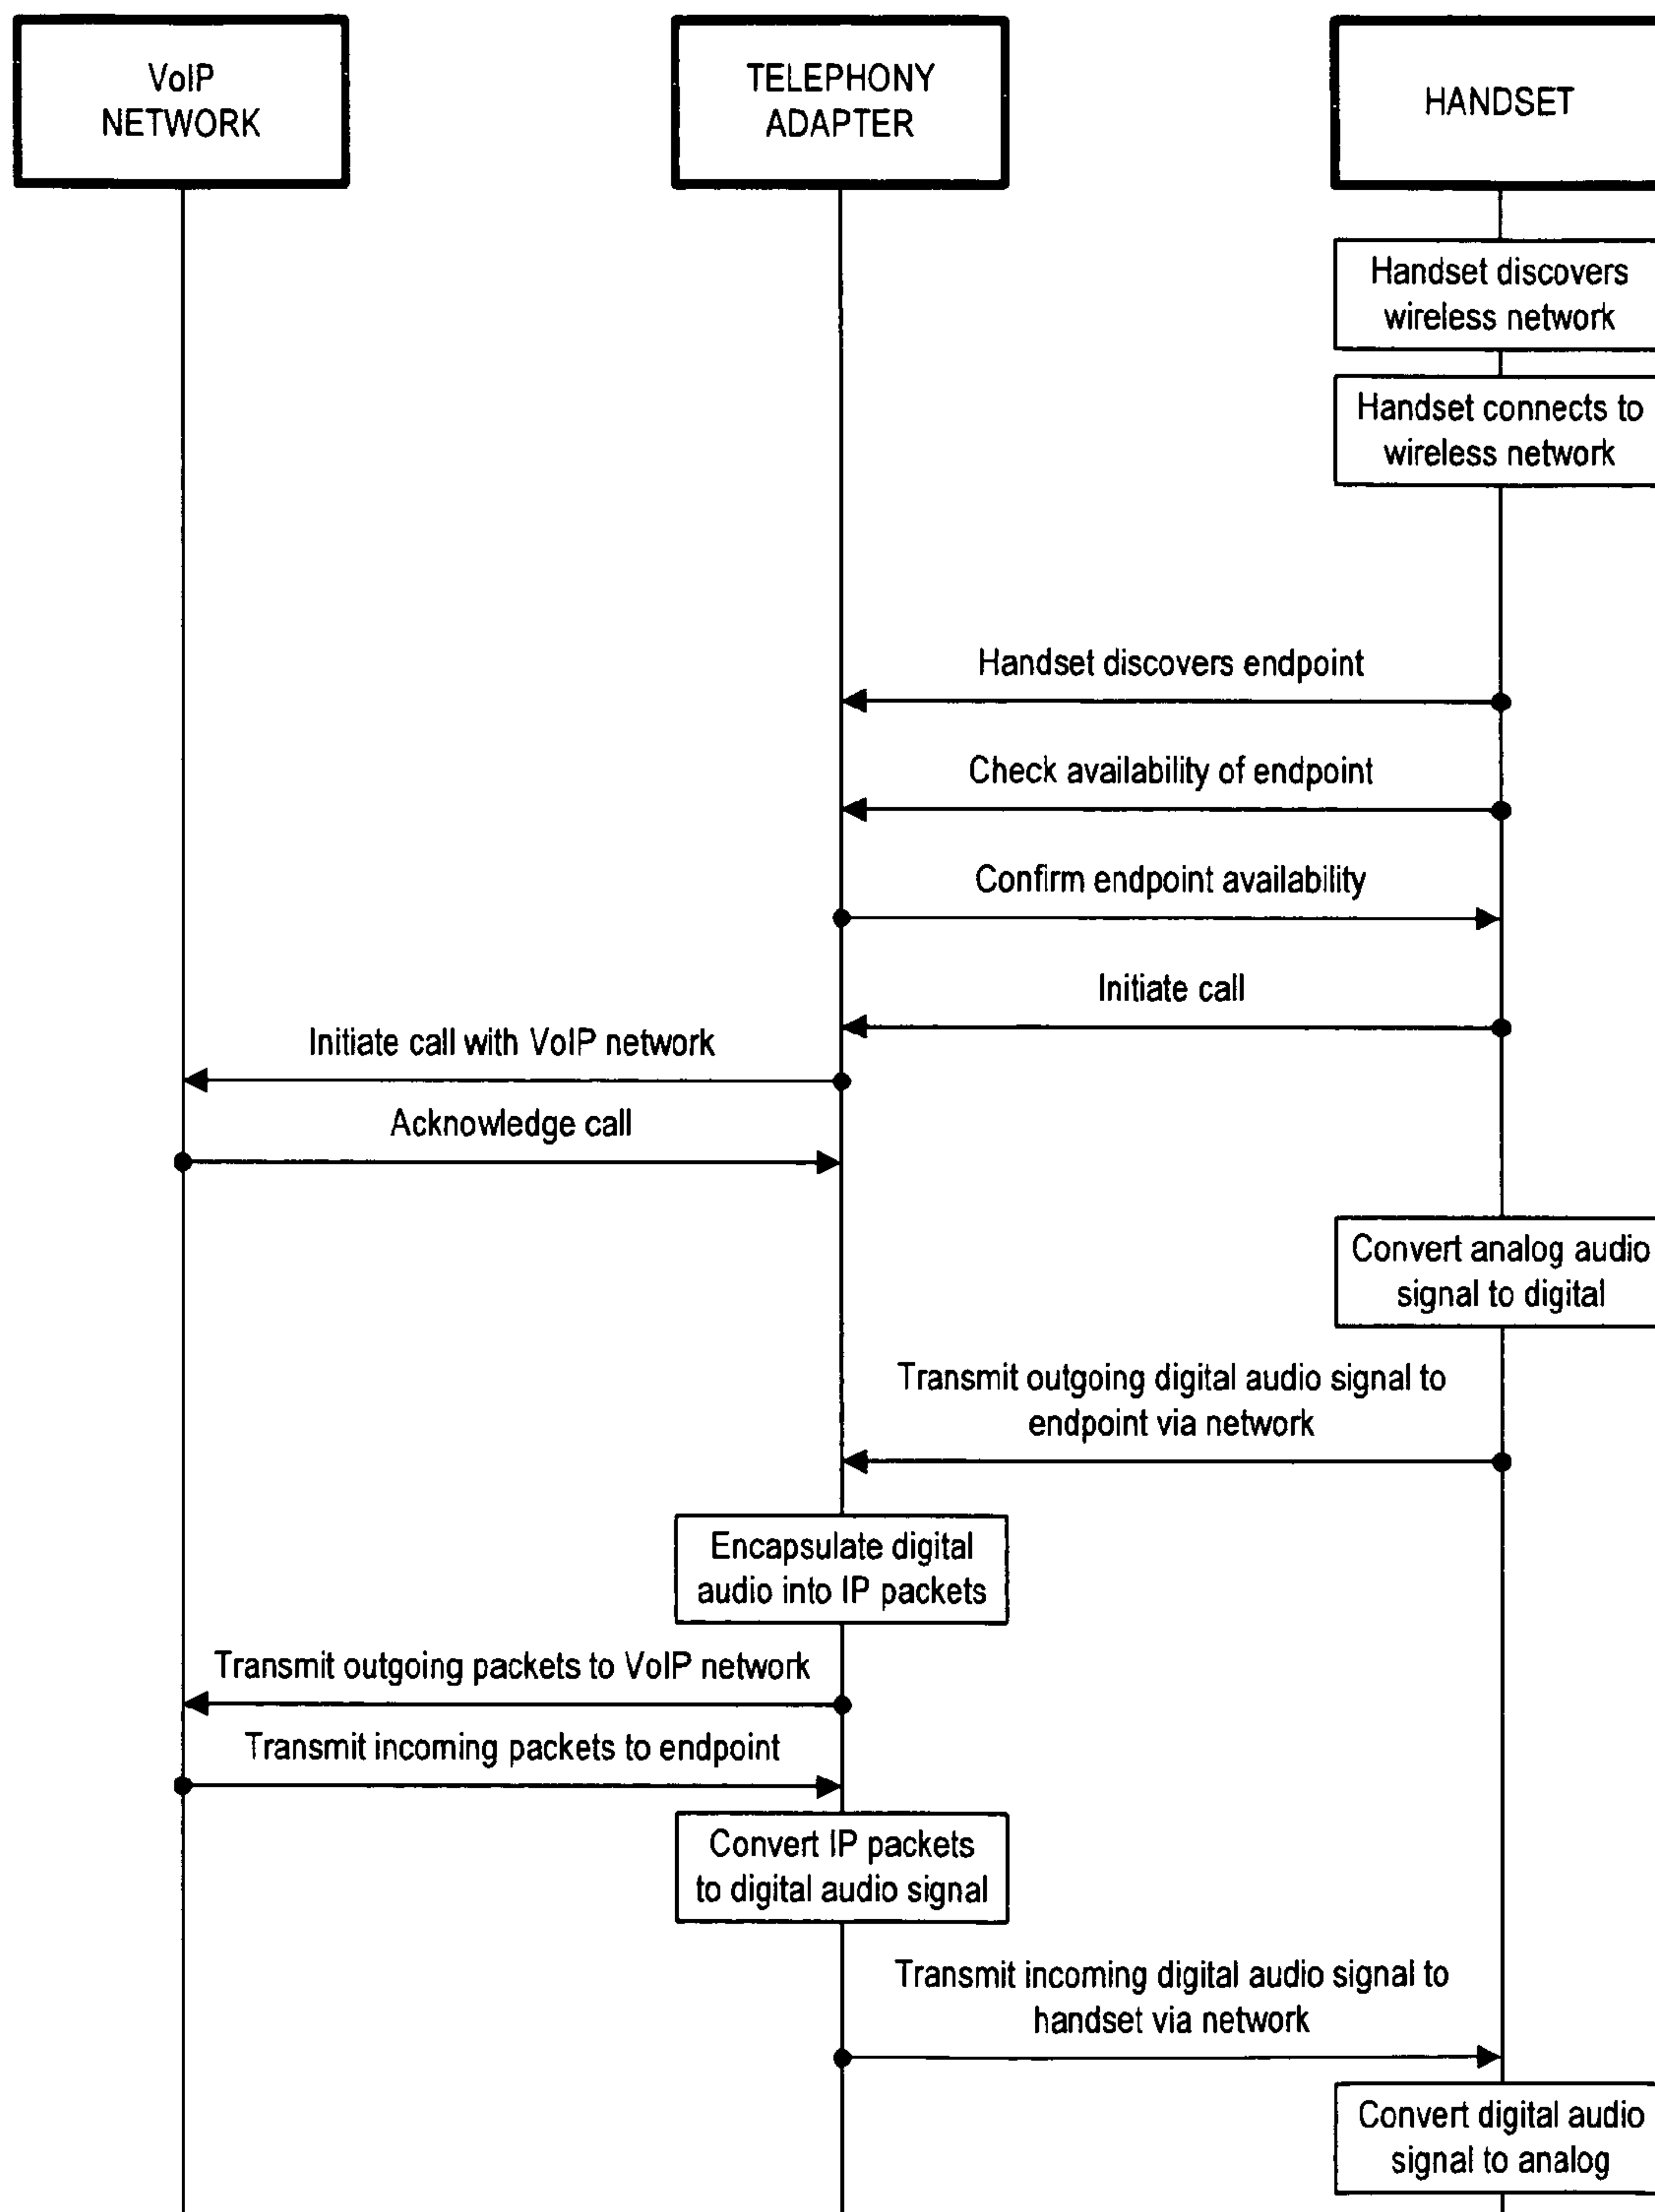 VoIP
NETWORK
TELEPHONY
ADAPTER
HANDSET
Handset discovers
wireless network
Handset connects to
wireless network
Handset discovers endpoint
Check availability of endpoint
Confirm endpoint availability
Initiate call
Initiate call with VoIP network
Acknowledge call
Convert analog audio
signal to digital
Transmit outgoing digital audio signal to
endpoint via network
Encapsulate digital
audio into IP packets
Transmit outgoing packets to VoIP network
Transmit incoming packets to endpoint
Convert IP packets
to digital audio signal
Transmit incoming digital audio signal to
handset via network
Convert digital audio
signal to analog